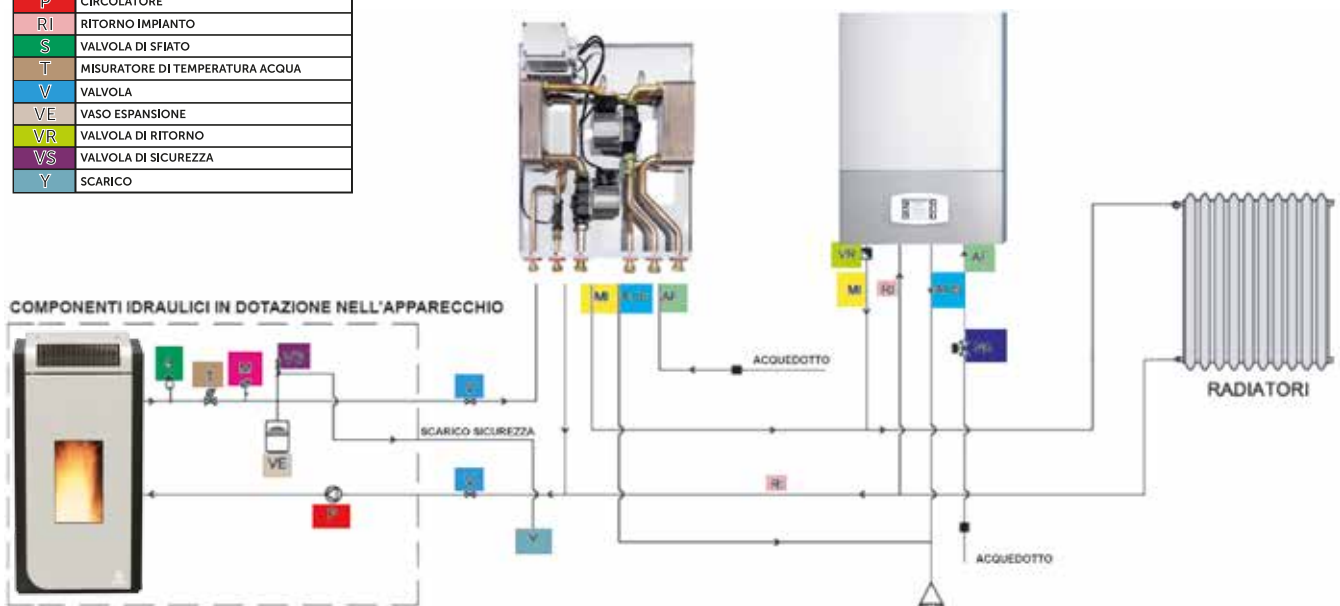 P CIRCOLATORE
RI RITORNO IMPIANTO
S VALVOLA DI SFIATO
T MISURATORE DI TEMPERATURA ACQUA
V VALVOLA
VE VASO ESPANSIONE
VR VALVOLA DI RITORNO
VS VALVOLA DI SICUREZZA
Y SCARICO
VR
AF
MI
RI
MI
AF
COMPONENTI IDRAULICI IN DOTAZIONE NELL'APPARECCHIO
S
T
M
VS
V
ACQUEDOTTO
RADIATORI
SCARICO SICUREZZA
VE
V
RI
P
Y
ACQUEDOTTO